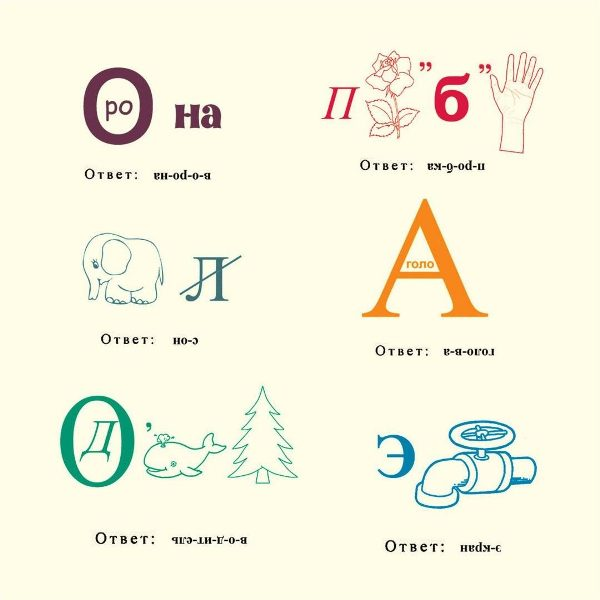 О ро на
П ” б ”
Ответ: в-о-ро-на
Ответ: п-ро-б-ка
Л
А голо
Ответ: с-он
Ответ: голо-в-а
О Д ’
Э
Ответ: в-о-д-ит-ель
Ответ: э-кран